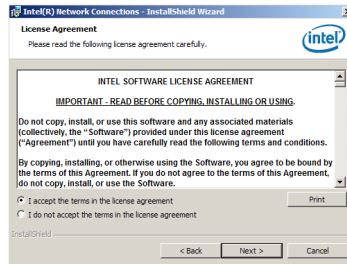 Intel(R) Network Connections - InstallShield Wizard
License Agreement
Please read the following license agreement carefully.
intel
INTEL SOFTWARE LICENSE AGREEMENT
IMPORTANT - READ BEFORE COPYING, INSTALLING OR USING.
Do not copy, install, or use this software and any associated materials
(collectively, the “Software”) provided under this license agreement
(“Agreement”) until you have carefully read the following terms and conditions.
By copying, installing, or otherwise using the Software, you agree to be bound by
the terms of this Agreement. If you do not agree to the terms of this Agreement,
do not copy, install, or use the Software.
I accept the terms in the license agreement
Print
I do not accept the terms in the license agreement
InstallShield
< Back
Next >
Cancel